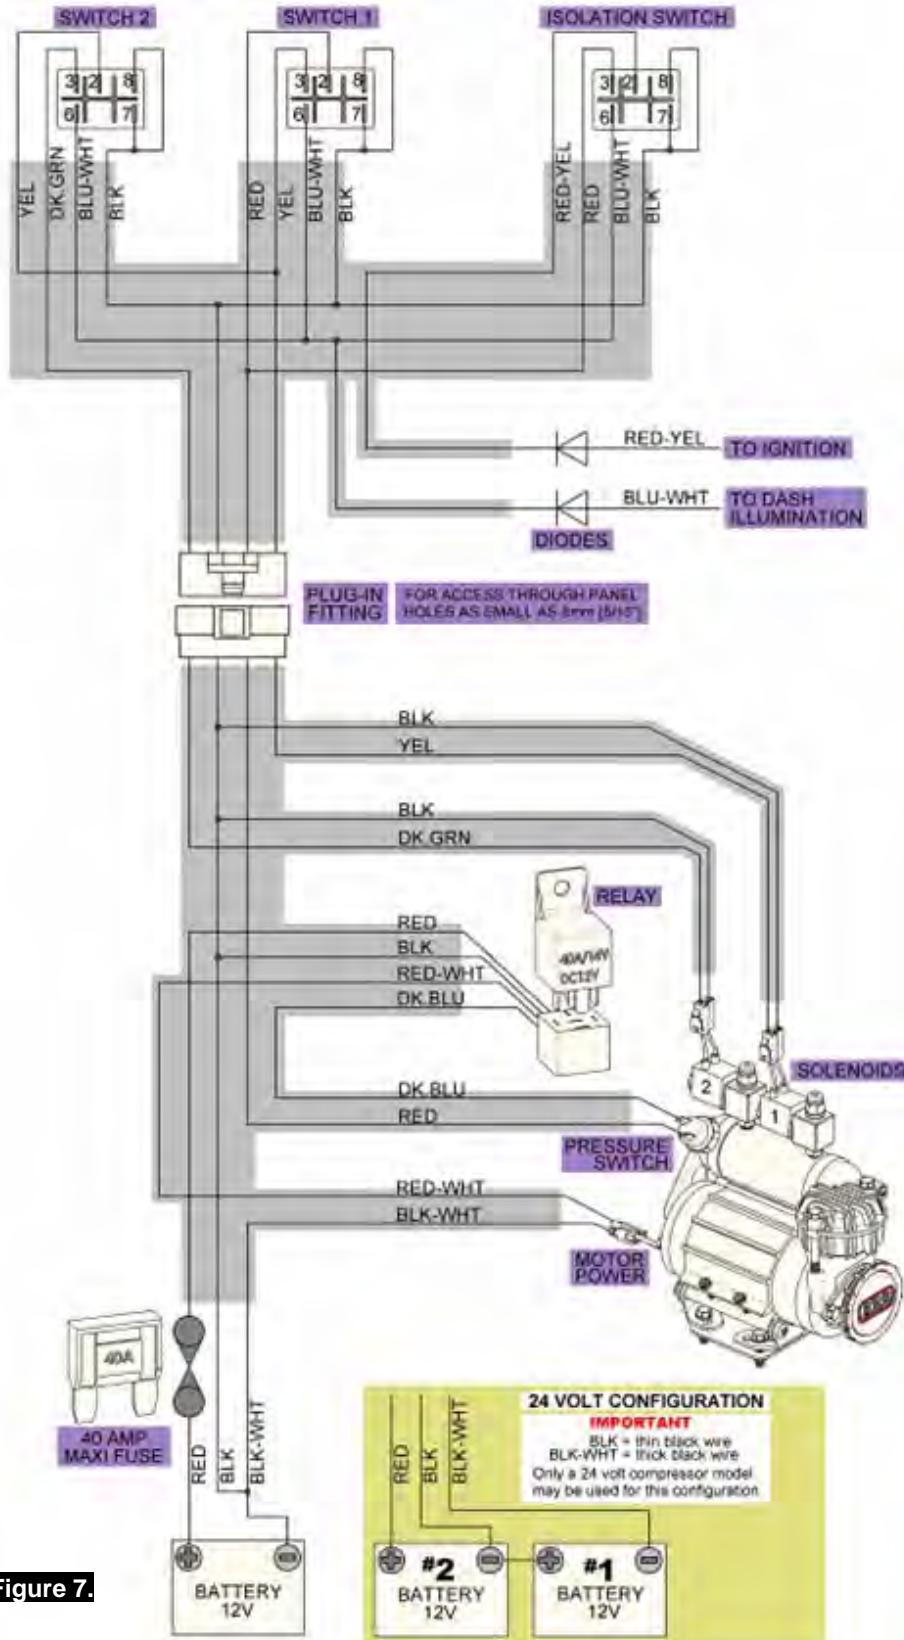 SWITCH 2
SWITCH 1
ISOLATION SWITCH
3 2 8
6 7
3 2 8
6 7
3 2 8
6 7
YEL
DK.GRN
BLU-WHT
BLK
RED
YEL
BLU-WHT
BLK
RED-YEL
RED
BLU-WHT
BLK
RED-YEL
TO IGNITION
BLU-WHT
TO DASH
ILLUMINATION
DIODES
PLUG-IN
FITTING
FOR ACCESS THROUGH PANEL
HOLES AS SMALL AS 8mm [5/16"]
BLK
YEL
BLK
DK.GRN
RELAY
40A/14V
DC12V
RED
BLK
RED-WHT
DK.BLU
SOLENOIDS
2
1
DK.BLU
RED
PRESSURE
SWITCH
RED-WHT
BLK-WHT
MOTOR
POWER
ARB
40A
40 AMP
MAXI FUSE
RED
BLK
BLK-WHT
BATTERY
12V
24 VOLT CONFIGURATION
IMPORTANT
BLK = thin black wire
BLK-WHT = thick black wire
Only a 24 volt compressor model
may be used for this configuration
RED
BLK
BLK-WHT
#2
BATTERY
12V
#1
BATTERY
12V
Figure 7.